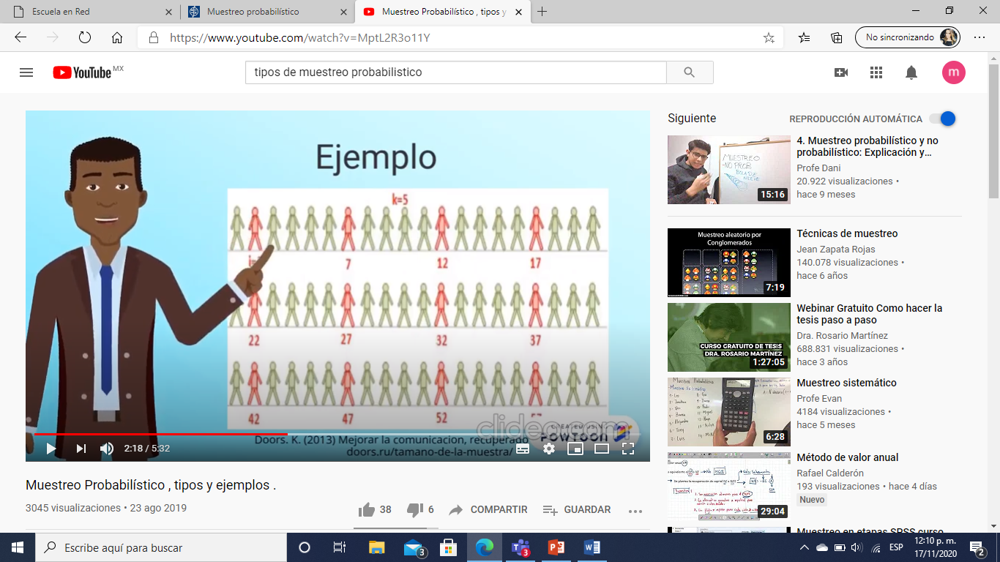 Escuela en Red
Muestreo probabilístico
Muestreo Probabilístico , tipos y
https://www.youtube.com/watch?v=MptL2R3o11Y
No sincronizando
YouTube MX
tipos de muestreo probabilistico
m
Ejemplo
k=5
7 12 17
22 27 32 37
42 47 52
clideo.com
CREATED USING
POWTOON
Doors. K. (2013) Mejorar la comunicacion, recuperado
doors.ru/tamano-de-la-muestra/
2:18 / 5:32
Muestreo Probabilístico , tipos y ejemplos .
3045 visualizaciones • 23 ago 2019
38
6
COMPARTIR
GUARDAR
Siguiente
REPRODUCCIÓN AUTOMÁTICA
MUESTREO
-NO PROB
BOLA DE
NIEVE
15:16
4. Muestreo probabilístico y no
probabilístico: Explicación y…
Profe Dani
20.922 visualizaciones •
hace 9 meses
Muestreo aleatorio por
Conglomerados
7:19
Técnicas de muestreo
Jean Zapata Rojas
140.078 visualizaciones •
hace 6 años
CURSO GRATUITO DE TESIS
DRA. ROSARIO MARTÍNEZ
1:27:05
Webinar Gratuito Como hacer la
tesis paso a paso
Dra. Rosario Martínez
688.831 visualizaciones •
hace 3 años
6:28
Muestreo sistemático
Profe Evan
4184 visualizaciones •
hace 5 meses
29:04
Método de valor anual
Rafael Calderón
193 visualizaciones • hace 4 días
Nuevo
Muestreo en etapas SPSS curso
Escribe aquí para buscar
3
3
ESP
12:10 p. m.
17/11/2020
2